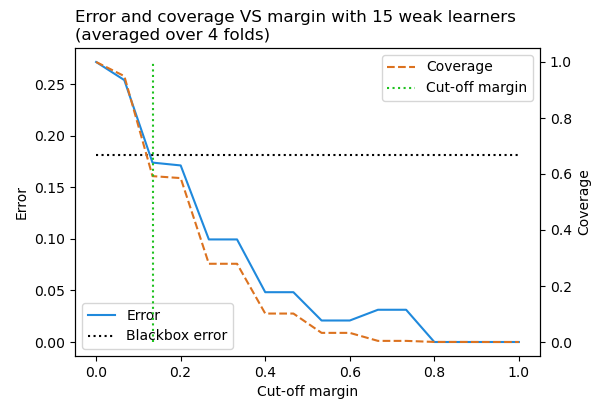 Error and coverage VS margin with 15 weak learners
(averaged over 4 folds)
Coverage
Cut-off margin
Error
Blackbox error
Error
0.25
0.20
0.15
0.10
0.05
0.00
1.0
0.8
0.6
0.4
0.2
0.0
Coverage
0.0 0.2 0.4 0.6 0.8 1.0
Cut-off margin